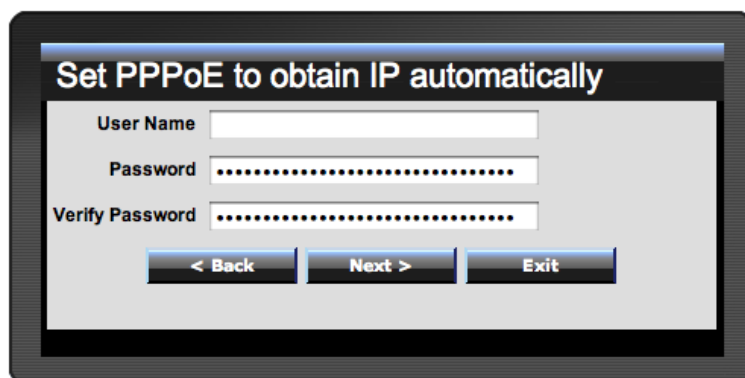 Set PPPoE to obtain IP automatically
User Name
Password ••••••••••••••••••••••••••••••••
Verify Password ••••••••••••••••••••••••••••••••
< Back Next > Exit